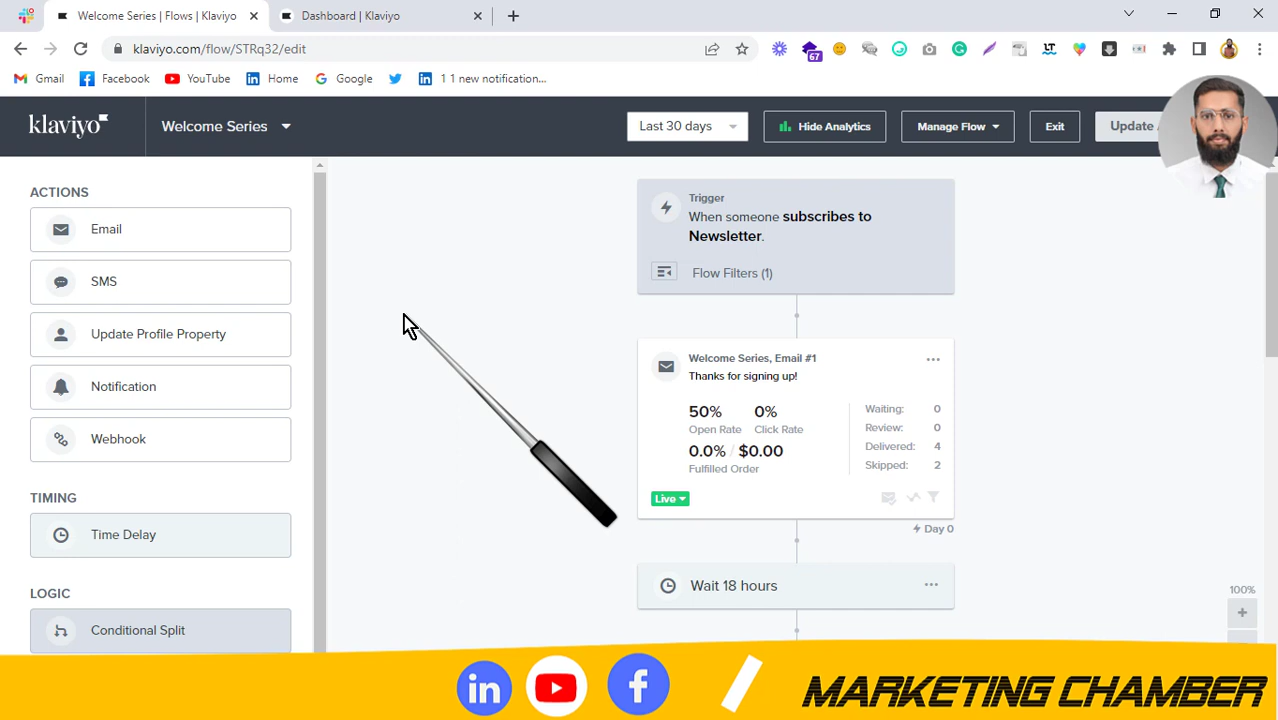 Welcome Series | Flows | Klaviyo
Dashboard | Klaviyo
klaviyo.com/flow/STRq32/edit
67
LT
Gmail
Facebook
YouTube
Home
Google
1 1 new notification...
klaviyo
Welcome Series
Last 30 days
Hide Analytics
Manage Flow
Exit
Update
ACTIONS
Email
SMS
Update Profile Property
Notification
Webhook
TIMING
Time Delay
LOGIC
Conditional Split
Trigger
When someone subscribes to
Newsletter.
Flow Filters (1)
Welcome Series, Email #1
Thanks for signing up!
50% 0%
Open Rate Click Rate
0.0% / $0.00
Fulfilled Order
Waiting: 0
Review: 0
Delivered: 4
Skipped: 2
Live
Day 0
Wait 18 hours
100%
MARKETING CHAMBER